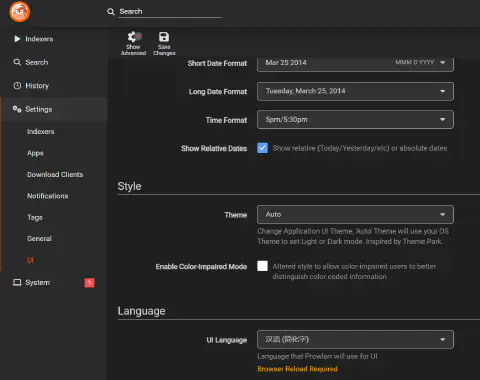 Search
Indexers
Search
History
Settings
Indexers
Apps
Download Clients
Notifications
Tags
General
UI
System
1
Show
Advanced
Save
Changes
Short Date Format
Mar 25 2014
MMM D YYYY
Long Date Format
Tuesday, March 25, 2014
Time Format
5pm/5:30pm
Show Relative Dates
Show relative (Today/Yesterday/etc) or absolute dates
Style
Theme
Auto
Change Application UI Theme, 'Auto' Theme will use your OS
Theme to set Light or Dark mode. Inspired by Theme.Park.
Enable Color-Impaired Mode
Altered style to allow color-impaired users to better
distinguish color coded information
Language
UI Language
汉语 (简化字)
Language that Prowlarr will use for UI
Browser Reload Required